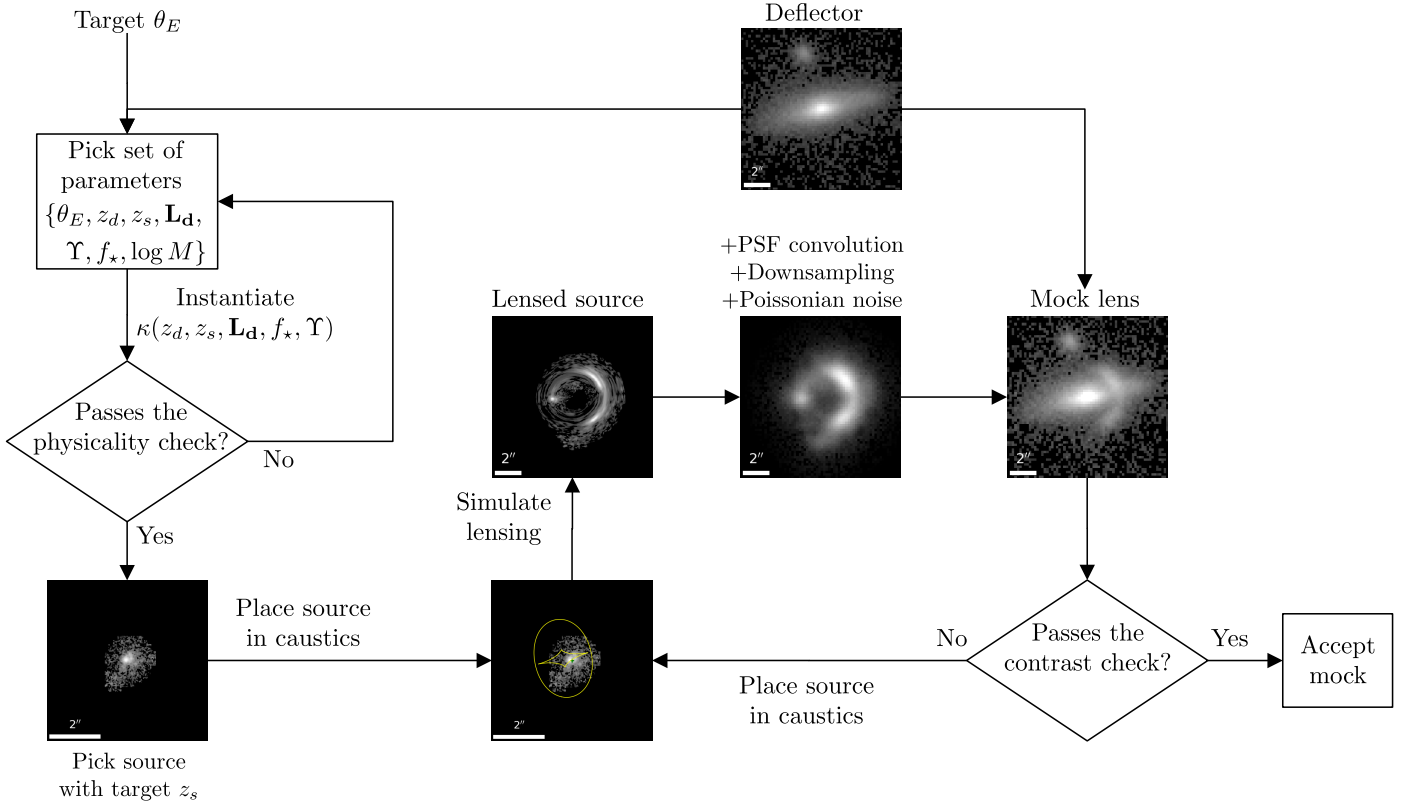 Target θ_E
Deflector
2″
Pick set of
parameters
{θ_E, z_d, z_s, L_d,
ϒ, f_⋆, log M}
Instantiate
κ(z_d, z_s, L_d, f_⋆, ϒ)
+PSF convolution
+Downsampling
+Poissonian noise
Lensed source
Mock lens
2″
2″
2″
Passes the
physicality check?
No
Yes
Simulate
lensing
Place source
in caustics
2″
2″
Pick source
with target z_s
No
Passes the
contrast check?
Yes
Accept
mock
Place source
in caustics